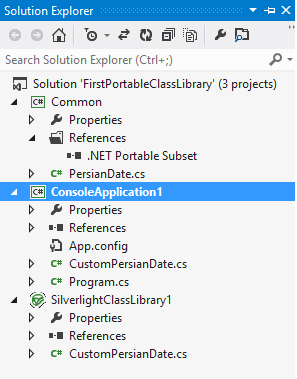 Solution Explorer
Search Solution Explorer (Ctrl+;)
Solution 'FirstPortableClassLibrary' (3 projects)
C# Common
Properties
References
.NET Portable Subset
C# PersianDate.cs
C# ConsoleApplication1
Properties
References
App.config
C# CustomPersianDate.cs
C# Program.cs
SilverlightClassLibrary1
Properties
References
C# CustomPersianDate.cs